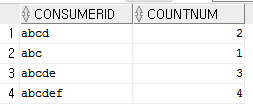 CONSUMERID COUNTNUM
1 abcd 2
2 abc 1
3 abcde 3
4 abcdef 4